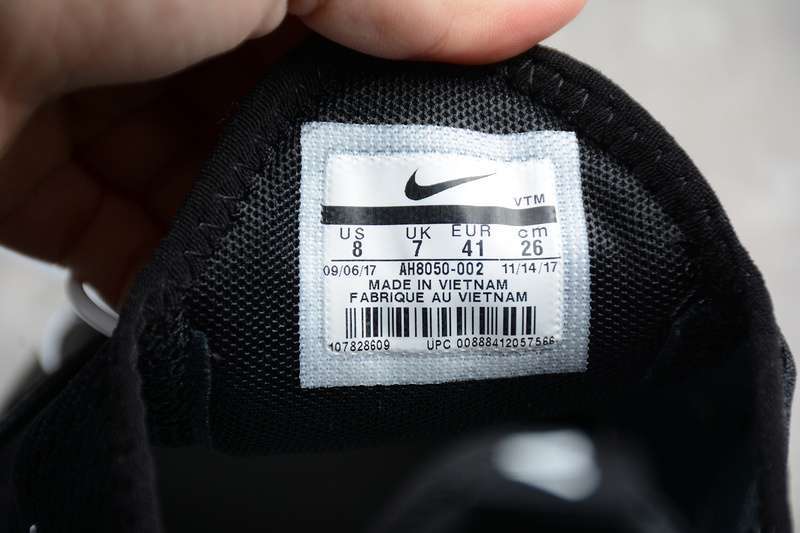 VTM
US UK EUR cm
8 7 41 26
09/06/17 AH8050-002 11/14/17
MADE IN VIETNAM
FABRIQUE AU VIETNAM
107828609 UPC 00888412057566